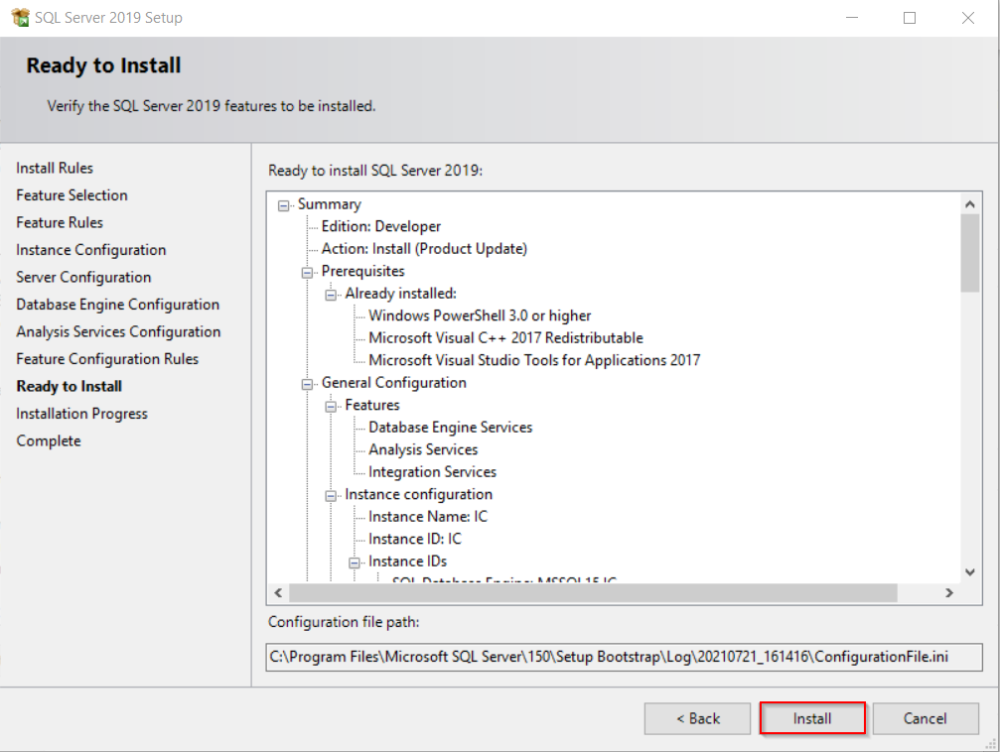 SQL Server 2019 Setup
Ready to Install
Verify the SQL Server 2019 features to be installed.
Install Rules
Feature Selection
Feature Rules
Instance Configuration
Server Configuration
Database Engine Configuration
Analysis Services Configuration
Feature Configuration Rules
Ready to Install
Installation Progress
Complete
Ready to install SQL Server 2019:
Summary
Edition: Developer
Action: Install (Product Update)
Prerequisites
Already installed:
Windows PowerShell 3.0 or higher
Microsoft Visual C++ 2017 Redistributable
Microsoft Visual Studio Tools for Applications 2017
General Configuration
Features
Database Engine Services
Analysis Services
Integration Services
Instance configuration
Instance Name: IC
Instance ID: IC
Instance IDs
SQL Database Engine: MSSQL15.IC
Configuration file path:
C:\Program Files\Microsoft SQL Server\150\Setup Bootstrap\Log\20210721_161416\ConfigurationFile.ini
< Back
Install
Cancel